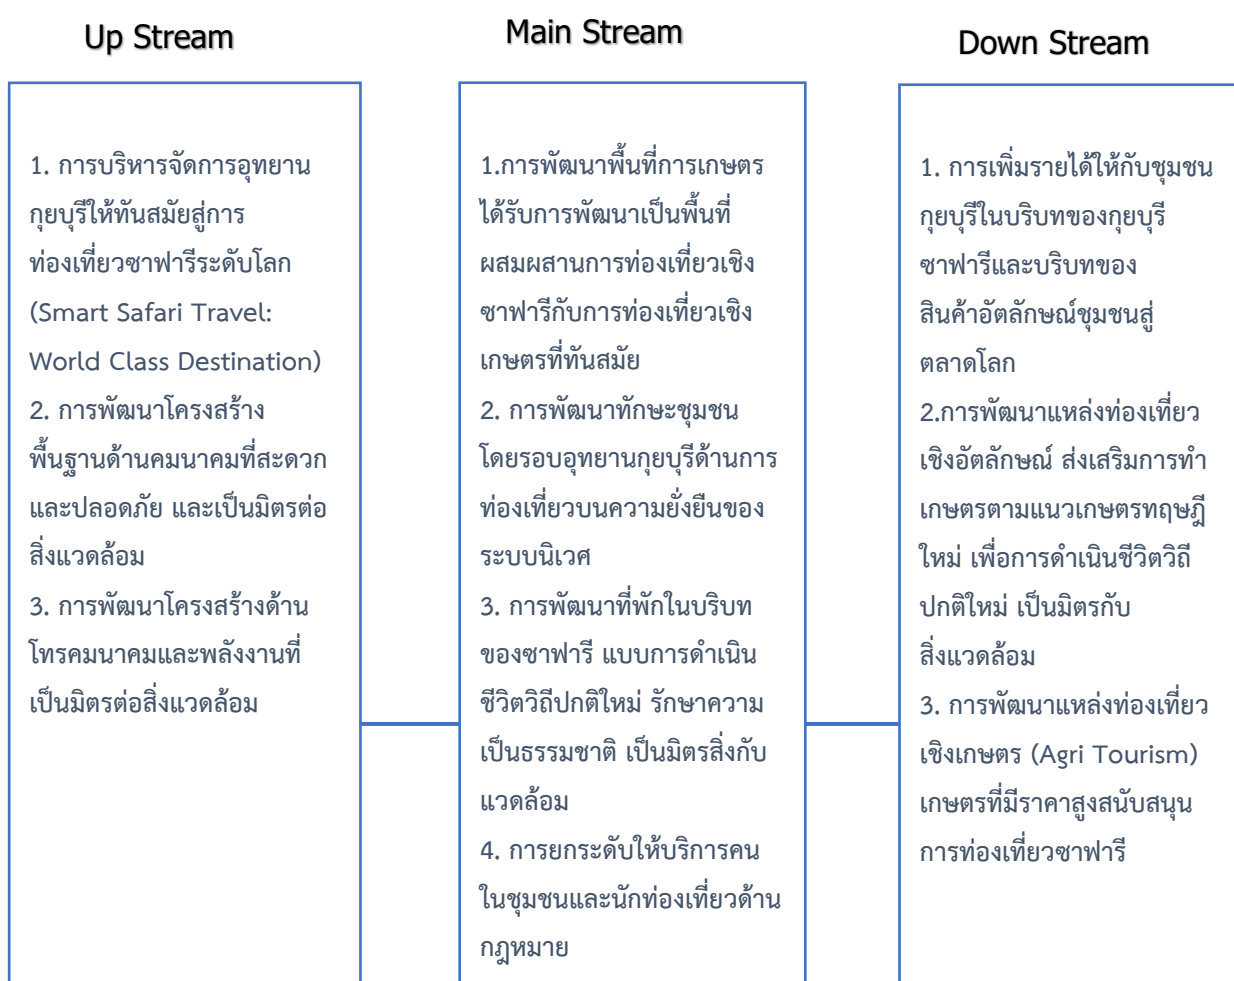 Up Stream
1. การบริหารจัดการอุทยาน
กุยบุรีให้ทันสมัยสู่การ
ท่องเที่ยวซาฟารีระดับโลก
(Smart Safari Travel:
World Class Destination)
2. การพัฒนาโครงสร้าง
พื้นฐานด้านคมนาคมที่สะดวก
และปลอดภัย และเป็นมิตรต่อ
สิ่งแวดล้อม
3. การพัฒนาโครงสร้างด้าน
โทรคมนาคมและพลังงานที่
เป็นมิตรต่อสิ่งแวดล้อม
Main Stream
1.การพัฒนาพื้นที่การเกษตร
ได้รับการพัฒนาเป็นพื้นที่
ผสมผสานการท่องเที่ยวเชิง
ซาฟารีกับการท่องเที่ยวเชิง
เกษตรที่ทันสมัย
2. การพัฒนาทักษะชุมชน
โดยรอบอุทยานกุยบุรีด้านการ
ท่องเที่ยวบนความยั่งยืนของ
ระบบนิเวศ
3. การพัฒนาที่พักในบริบท
ของซาฟารี แบบการดำเนิน
ชีวิตวิถีปกติใหม่ รักษาความ
เป็นธรรมชาติ เป็นมิตรสิ่งกับ
แวดล้อม
4. การยกระดับให้บริการคน
ในชุมชนและนักท่องเที่ยวด้าน
กฎหมาย
Down Stream
1. การเพิ่มรายได้ให้กับชุมชน
กุยบุรีในบริบทของกุยบุรี
ซาฟารีและบริบทของ
สินค้าอัตลักษณ์ชุมชนสู่
ตลาดโลก
2.การพัฒนาแหล่งท่องเที่ยว
เชิงอัตลักษณ์ ส่งเสริมการทำ
เกษตรตามแนวเกษตรทฤษฎี
ใหม่ เพื่อการดำเนินชีวิตวิถี
ปกติใหม่ เป็นมิตรกับ
สิ่งแวดล้อม
3. การพัฒนาแหล่งท่องเที่ยว
เชิงเกษตร (Agri Tourism)
เกษตรที่มีราคาสูงสนับสนุน
การท่องเที่ยวซาฟารี